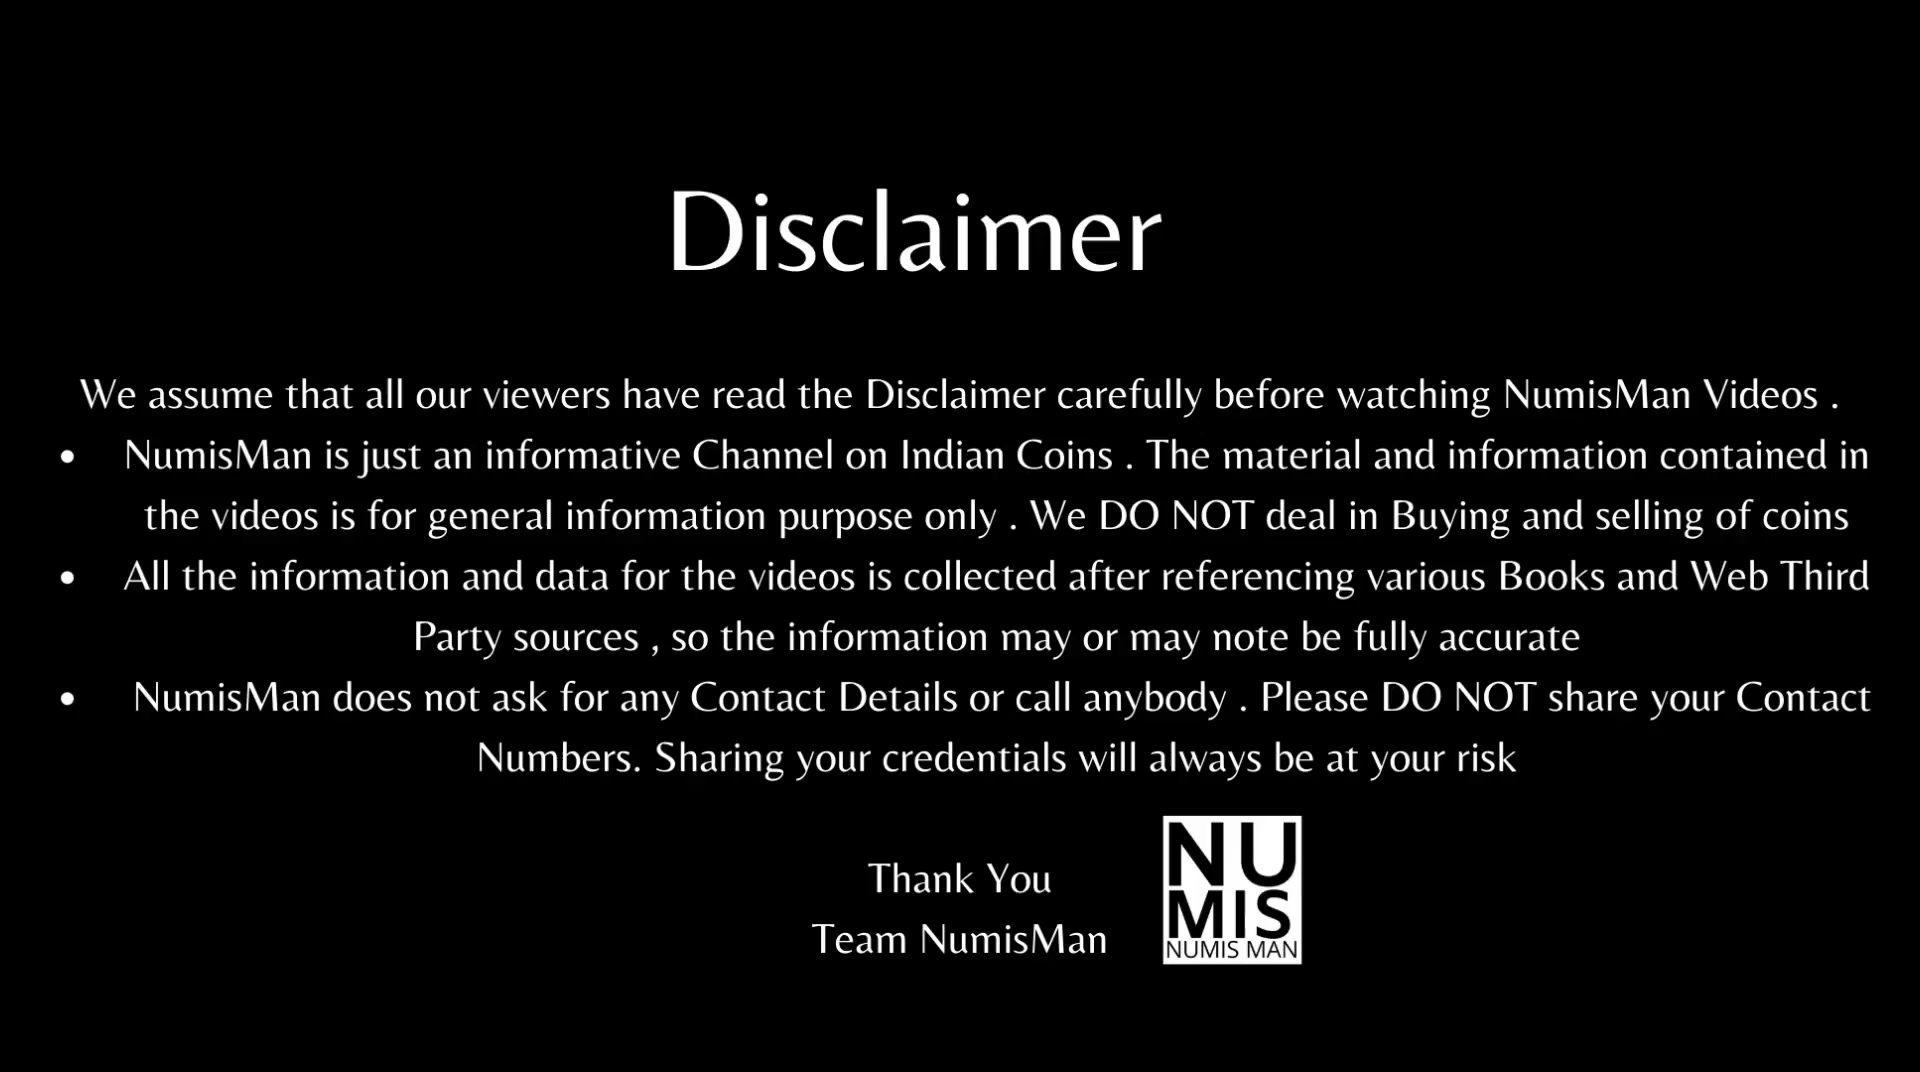 Disclaimer
We assume that all our viewers have read the Disclaimer carefully before watching NumisMan Videos .
• NumisMan is just an informative Channel on Indian Coins . The material and information contained in
the videos is for general information purpose only . We DO NOT deal in Buying and selling of coins
• All the information and data for the videos is collected after referencing various Books and Web Third
Party sources , so the information may or may note be fully accurate
• NumisMan does not ask for any Contact Details or call anybody . Please DO NOT share your Contact
Numbers. Sharing your credentials will always be at your risk
Thank You
Team NumisMan
NU
MIS
NUMIS MAN